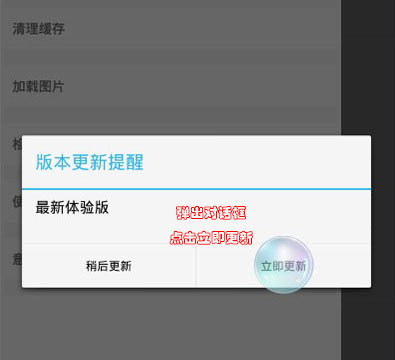 清理缓存
加载图片
检
版本更新提醒
最新体验版
弹出对话框
点击立即更新
使
稍后更新
立即更新
意